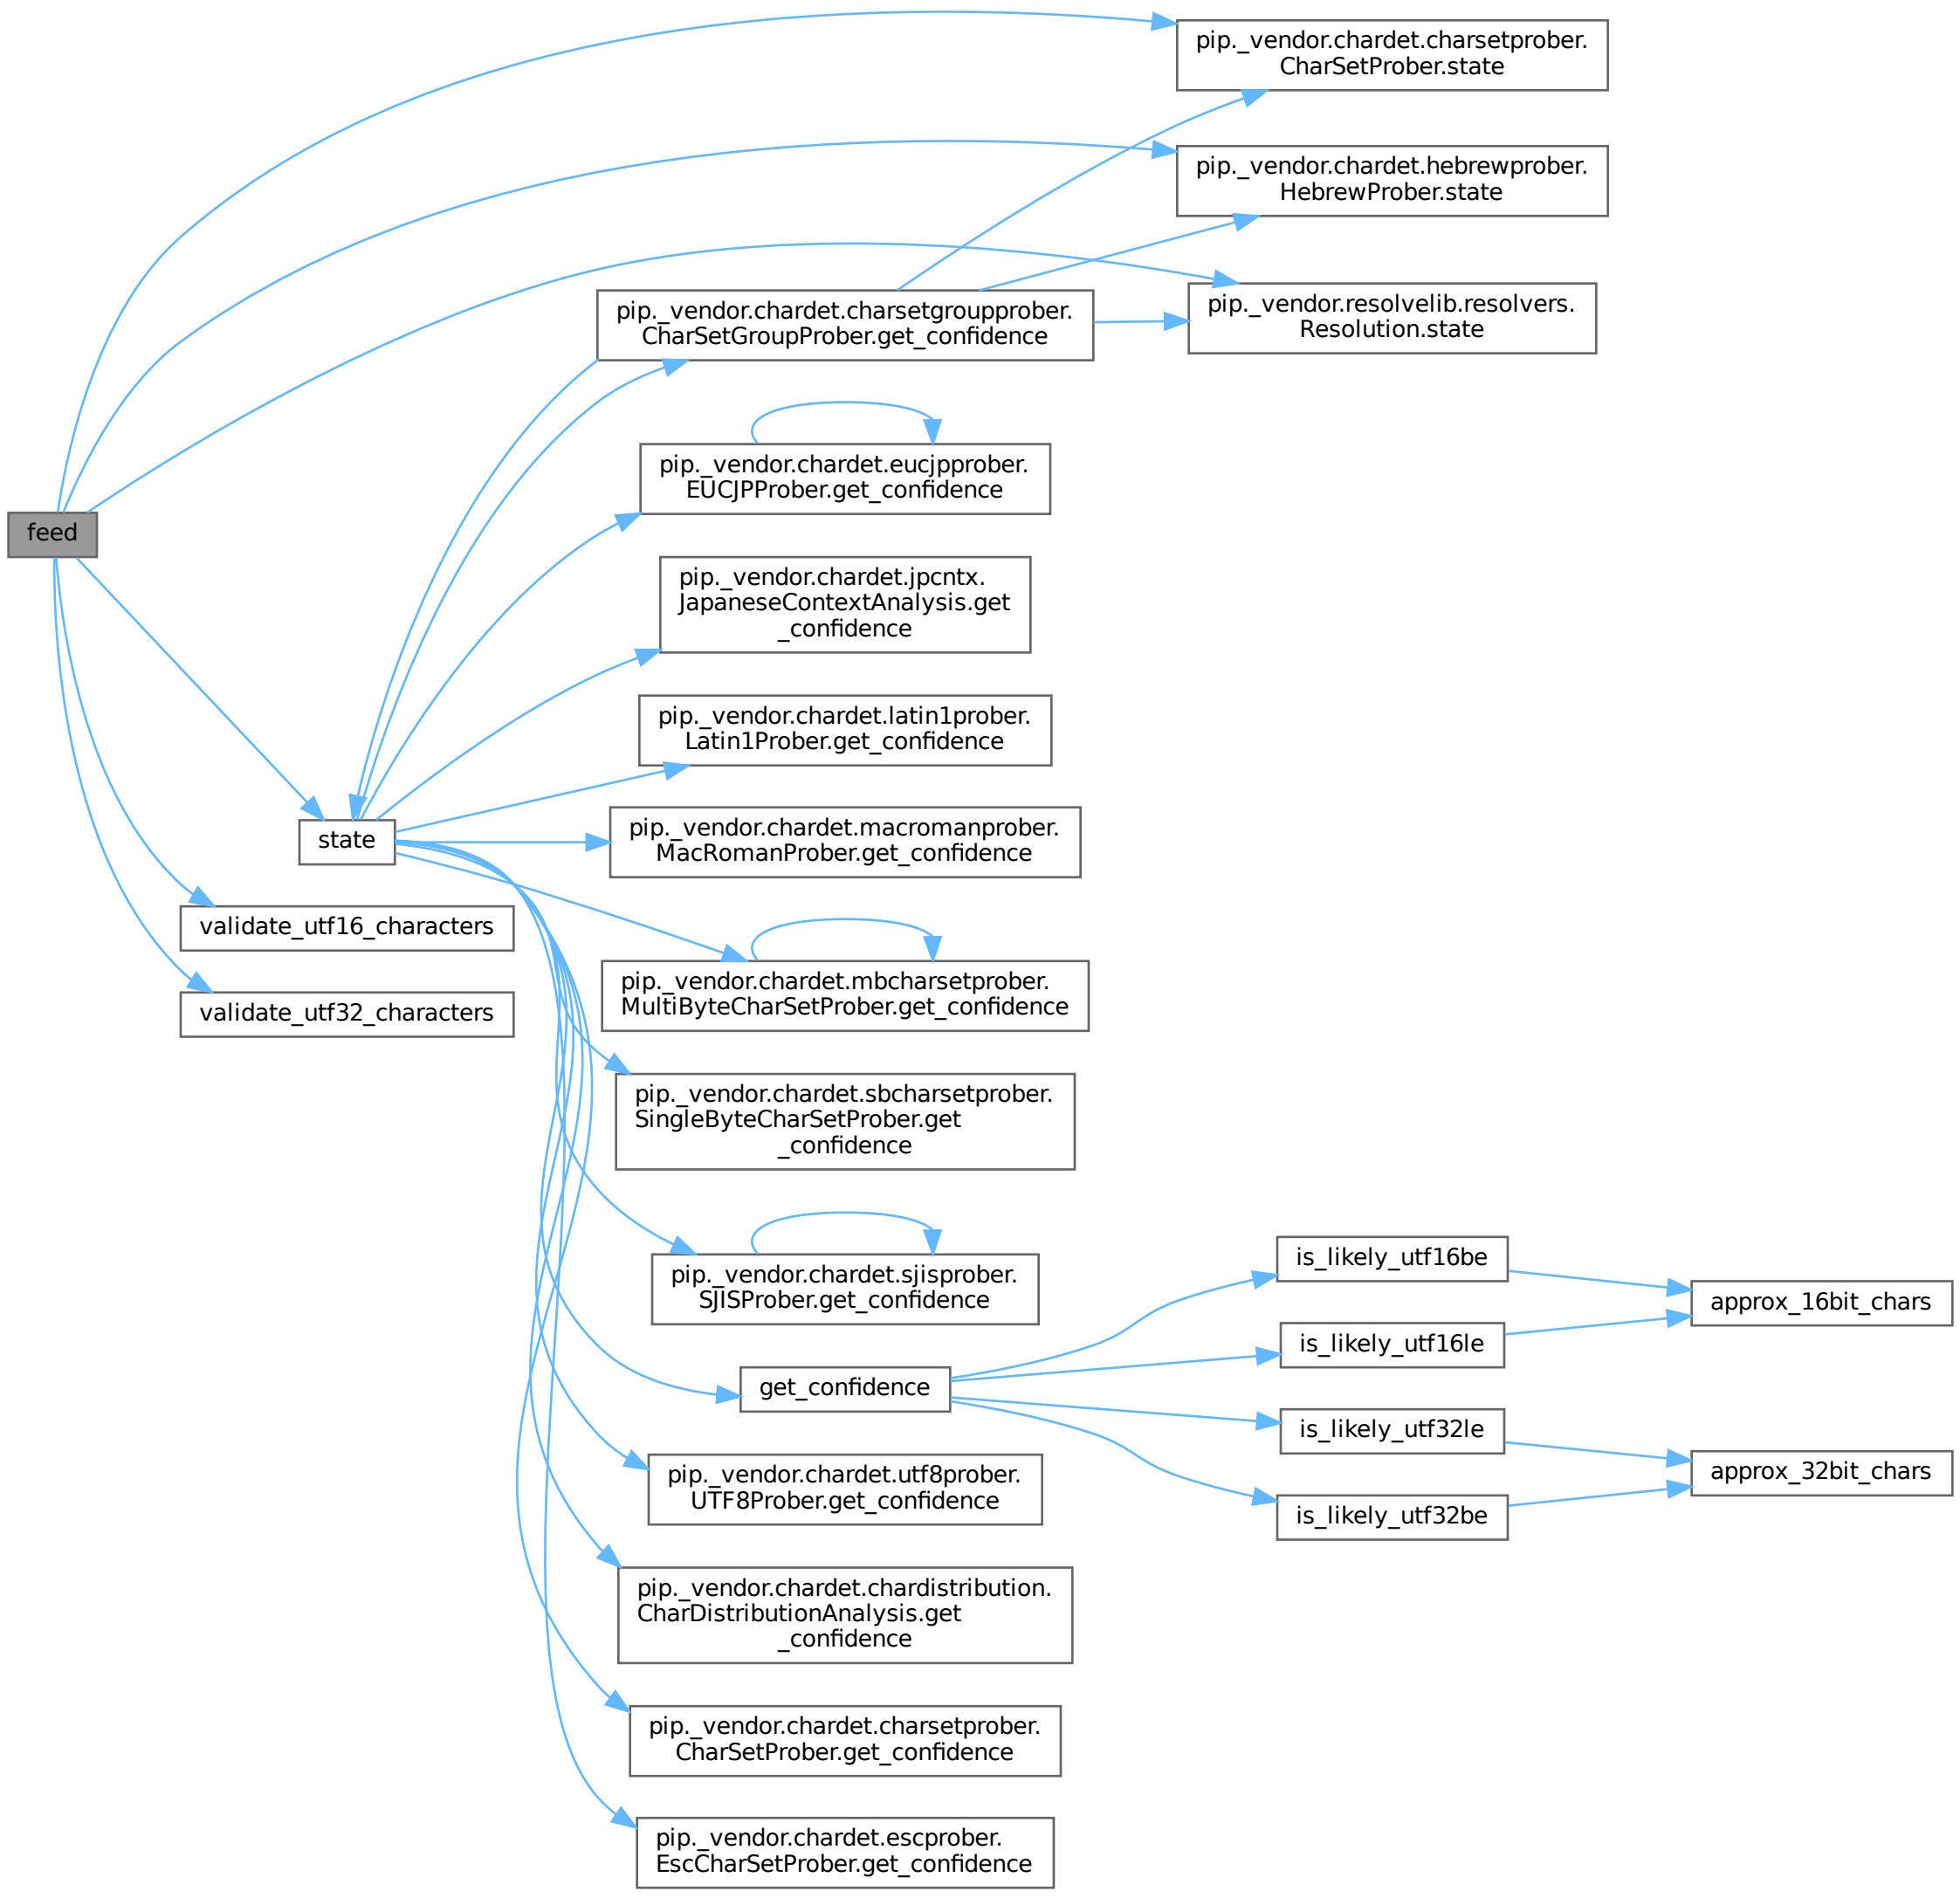 pip._vendor.chardet.charsetprober.
CharSetProber.state
pip._vendor.chardet.hebrewprober.
HebrewProber.state
pip._vendor.chardet.charsetgroupprober.
CharSetGroupProber.get_confidence
pip._vendor.resolvelib.resolvers.
Resolution.state
pip._vendor.chardet.eucjpprober.
EUCJPProber.get_confidence
feed
pip._vendor.chardet.jpcntx.
JapaneseContextAnalysis.get
_confidence
pip._vendor.chardet.latin1prober.
Latin1Prober.get_confidence
state
pip._vendor.chardet.macromanprober.
MacRomanProber.get_confidence
validate_utf16_characters
pip._vendor.chardet.mbcharsetprober.
MultiByteCharSetProber.get_confidence
validate_utf32_characters
pip._vendor.chardet.sbcharsetprober.
SingleByteCharSetProber.get
_confidence
pip._vendor.chardet.sjisprober.
SJISProber.get_confidence
is_likely_utf16be
approx_16bit_chars
is_likely_utf16le
get_confidence
is_likely_utf32le
approx_32bit_chars
is_likely_utf32be
pip._vendor.chardet.utf8prober.
UTF8Prober.get_confidence
pip._vendor.chardet.chardistribution.
CharDistributionAnalysis.get
_confidence
pip._vendor.chardet.charsetprober.
CharSetProber.get_confidence
pip._vendor.chardet.escprober.
EscCharSetProber.get_confidence